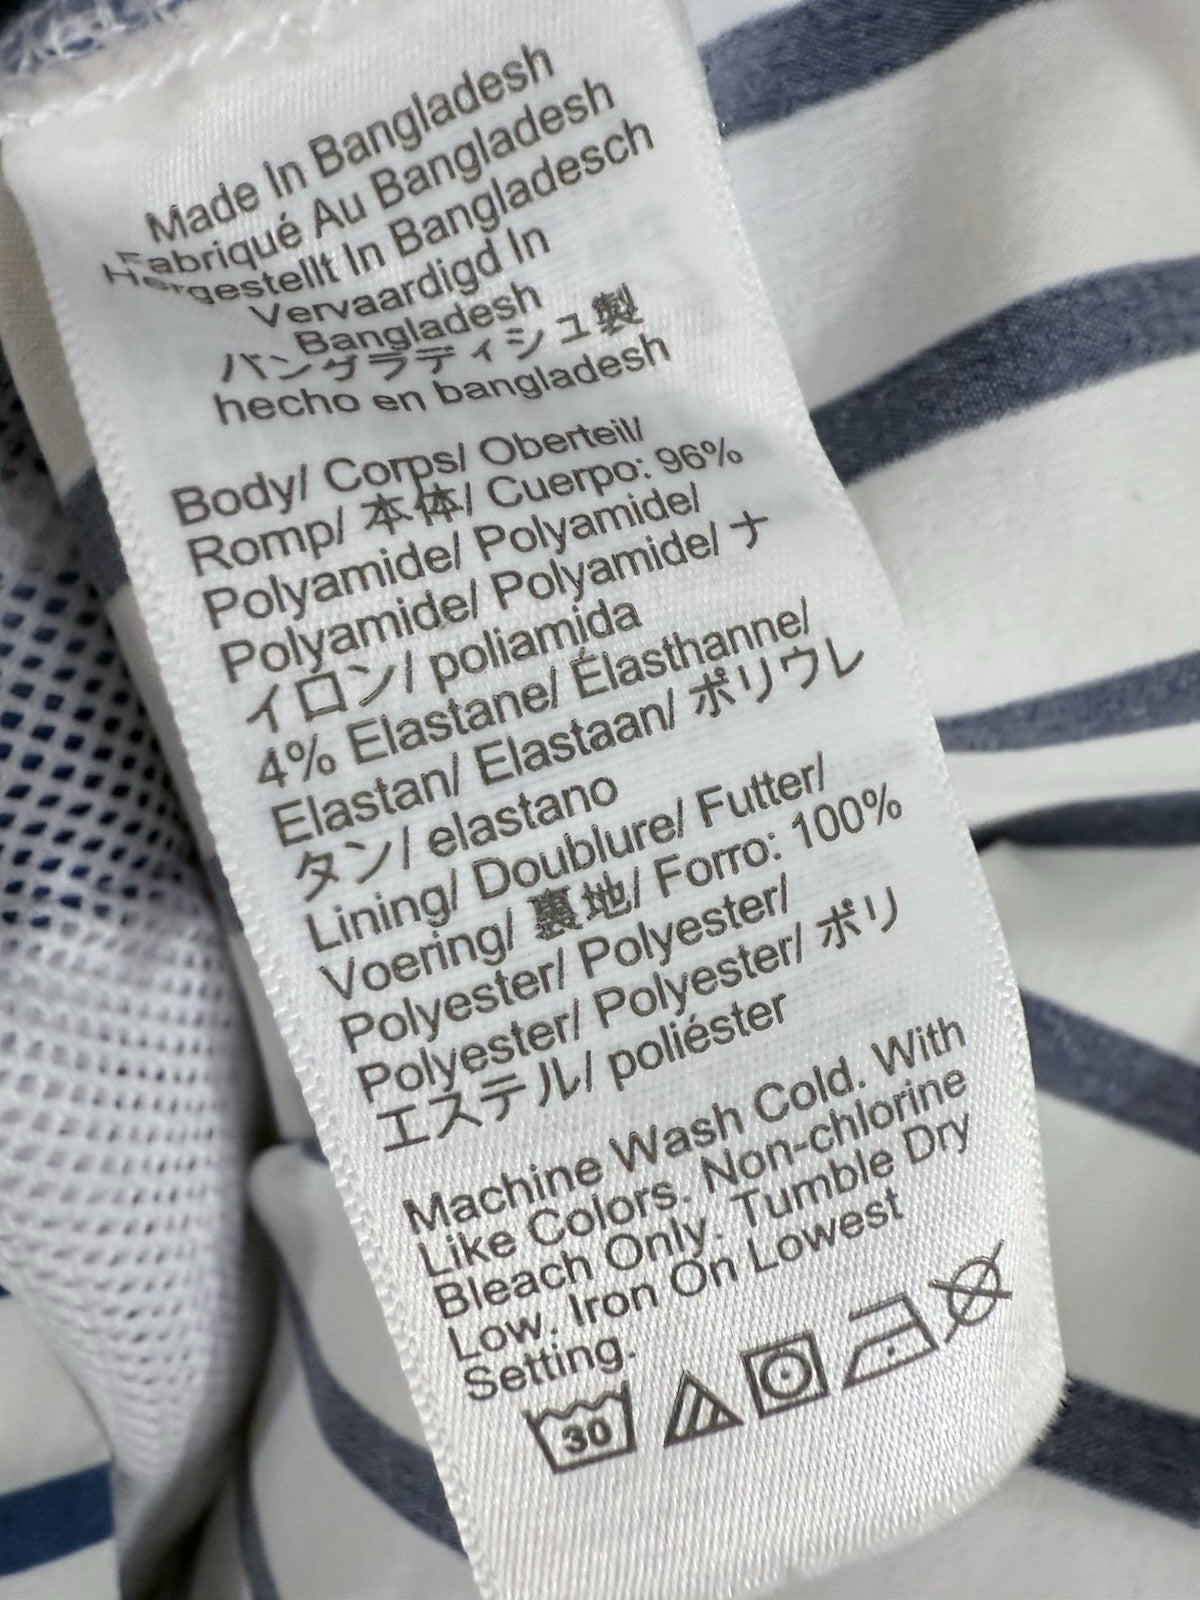 Made In Bangladesh
Fabriqué Au Bangladesh
Hergestellt In Bangladesch
Vervaardigd In
Bangladesh
バングラディシュ製
hecho en bangladesh
Body/ Corps/ Oberteil/
Romp/ 本体/ Cuerpo: 96%
Polyamide/ Polyamide/
Polyamide/ Polyamide/ ナ
イロン/ poliamida
4% Elastane/ Élasthanne/
Elastan/ Elastaan/ ポリウレ
タン/ elastano
Lining/ Doublure/ Futter/
Voering/ 裏地/ Forro: 100%
Polyester/ Polyester/
Polyester/ Polyester/ ポリ
エステル/ poliéster
Machine Wash Cold. With
Like Colors. Non-chlorine
Bleach Only. Tumble Dry
Low. Iron On Lowest
Setting.
30